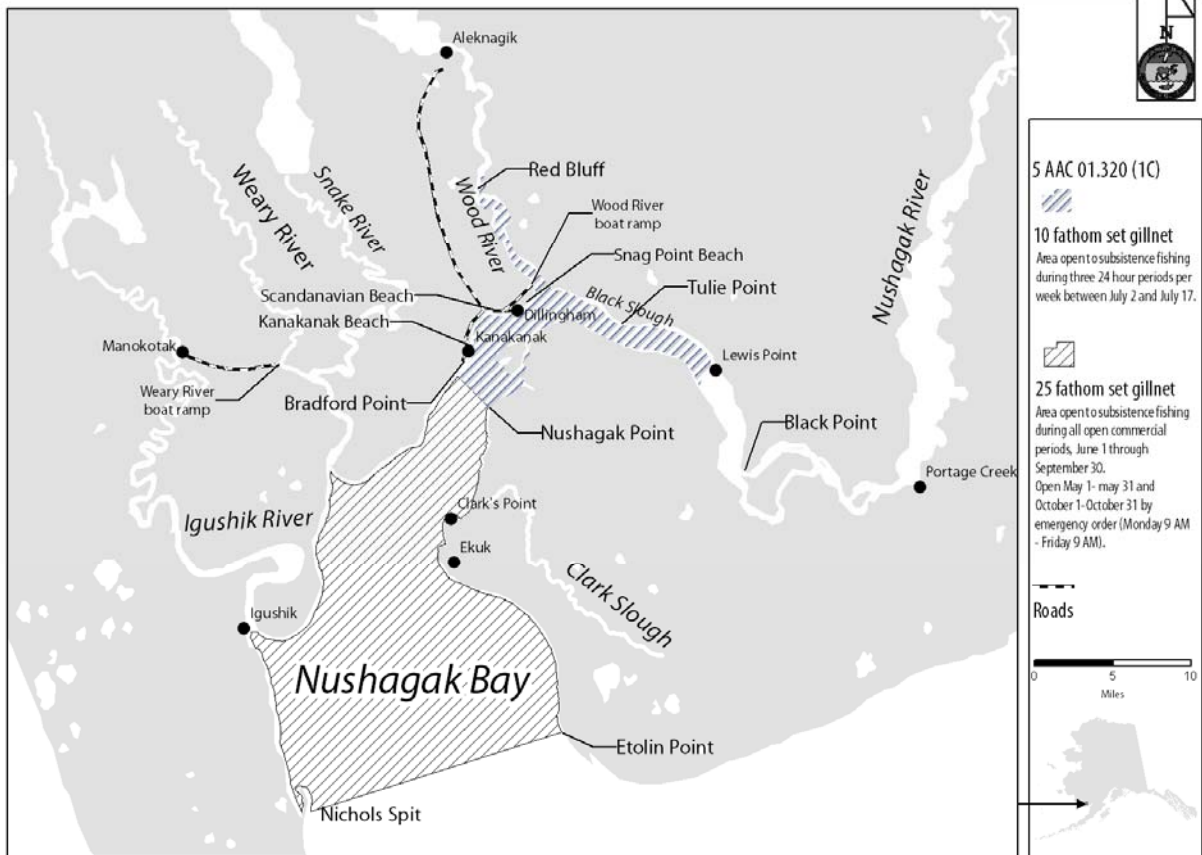 N
Aleknagik
Red Bluff
Weary River
Snake River
Wood River
Wood River
boat ramp
Nushagak River
Snag Point Beach
Scandanavian Beach
Black Slough
Tulie Point
Kanakanak Beach
Dillingham
Kanakanak
Manokotak
Lewis Point
Weary River
boat ramp
Bradford Point
Nushagak Point
Black Point
Portage Creek
Clark's Point
Igushik River
Ekuk
Clark Slough
Igushik
Nushagak Bay
Etolin Point
Nichols Spit
5 AAC 01.320 (1C)
10 fathom set gillnet
Area open to subsistence fishing
during three 24 hour periods per
week between July 2 and July 17.
25 fathom set gillnet
Area open to subsistence fishing
during all open commercial
periods, June 1 through
September 30.
Open May 1- may 31 and
October 1-October 31 by
emergency order (Monday 9 AM
- Friday 9 AM).
Roads
0 5 10
Miles